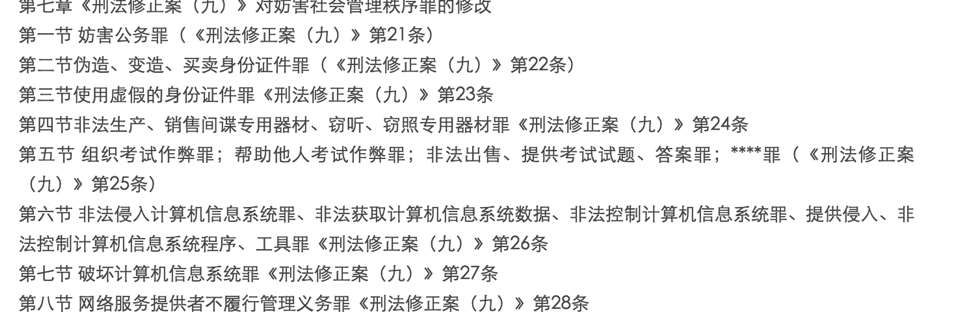 第七章《刑法修正案（九）》对妨害社会管理秩序罪的修改
第一节 妨害公务罪（《刑法修正案（九）》第21条）
第二节伪造、变造、买卖身份证件罪（《刑法修正案（九）》第22条）
第三节使用虚假的身份证件罪《刑法修正案（九）》第23条
第四节非法生产、销售间谍专用器材、窃听、窃照专用器材罪《刑法修正案（九）》第24条
第五节 组织考试作弊罪；帮助他人考试作弊罪；非法出售、提供考试试题、答案罪；****罪（《刑法修正案
（九）》第25条）
第六节 非法侵入计算机信息系统罪、非法获取计算机信息系统数据、非法控制计算机信息系统罪、提供侵入、非
法控制计算机信息系统程序、工具罪《刑法修正案（九）》第26条
第七节 破坏计算机信息系统罪《刑法修正案（九）》第27条
第八节 网络服务提供者不履行管理义务罪《刑法修正案（九）》第28条